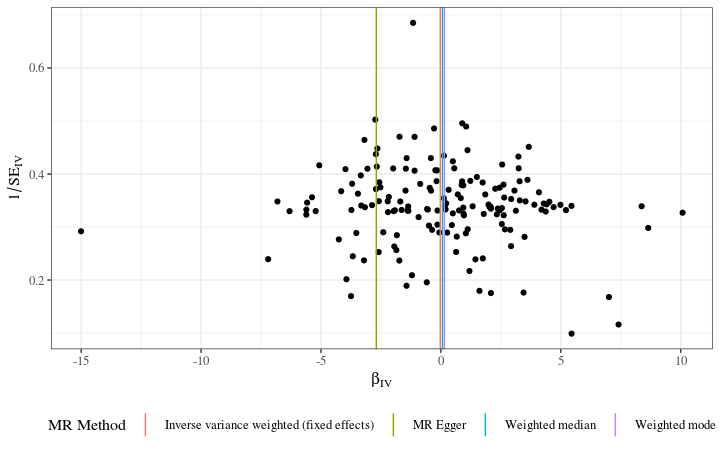 0.6
0.4
0.2
1/SE_IV
-15 -10 -5 0 5 10
β_IV
MR Method Inverse variance weighted (fixed effects) MR Egger Weighted median Weighted mode